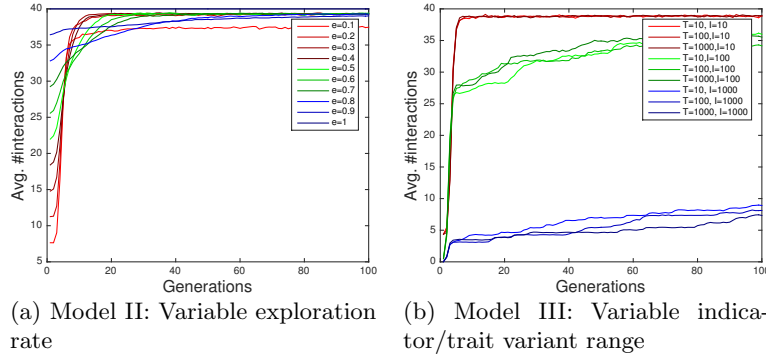 Avg. #interactions
40
35
30
25
20
15
10
5
0 20 40 60 80 100
Generations
e=0.1
e=0.2
e=0.3
e=0.4
e=0.5
e=0.6
e=0.7
e=0.8
e=0.9
e=1
(a) Model II: Variable exploration
rate
Avg. #interactions
40
35
30
25
20
15
10
5
0
0 20 40 60 80 100
Generations
T=10,I=10
T=100,I=10
T=1000,I=10
T=10,I=100
T=100,I=100
T=1000,I=100
T=10, I=1000
T=100, I=1000
T=1000, I=1000
(b) Model III: Variable indica-
tor/trait variant range